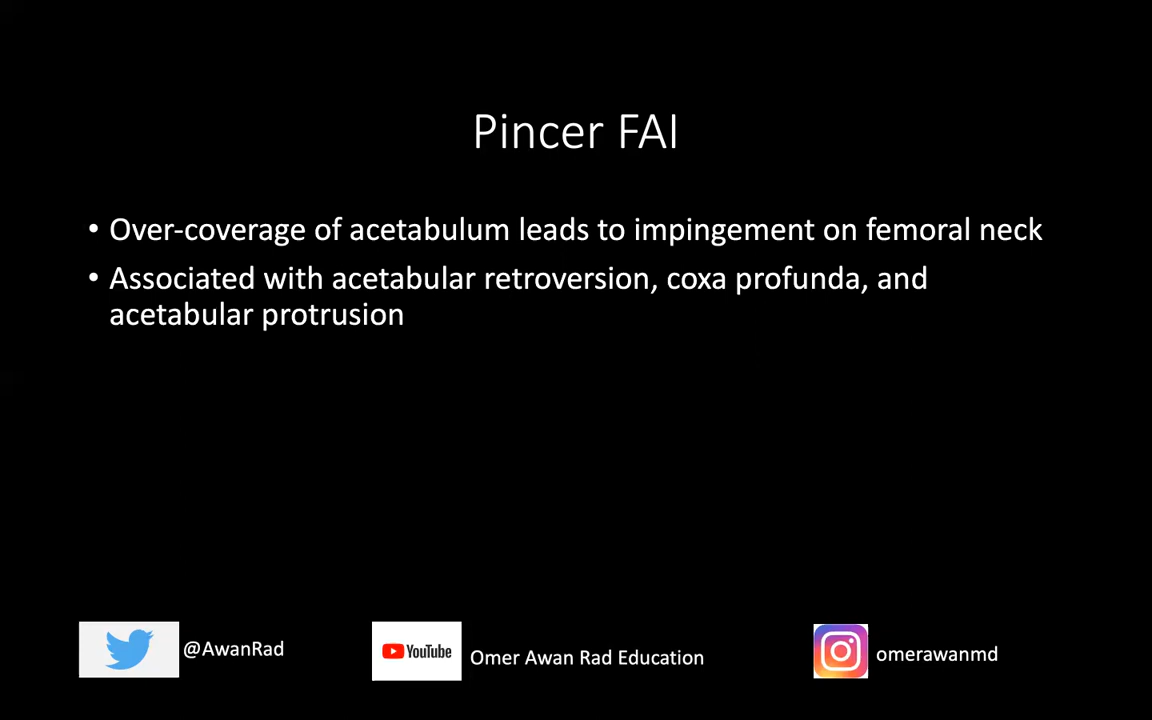 Pincer FAI
• Over-coverage of acetabulum leads to impingement on femoral neck
• Associated with acetabular retroversion, coxa profunda, and
acetabular protrusion
@AwanRad
YouTube
Omer Awan Rad Education
omerawanmd